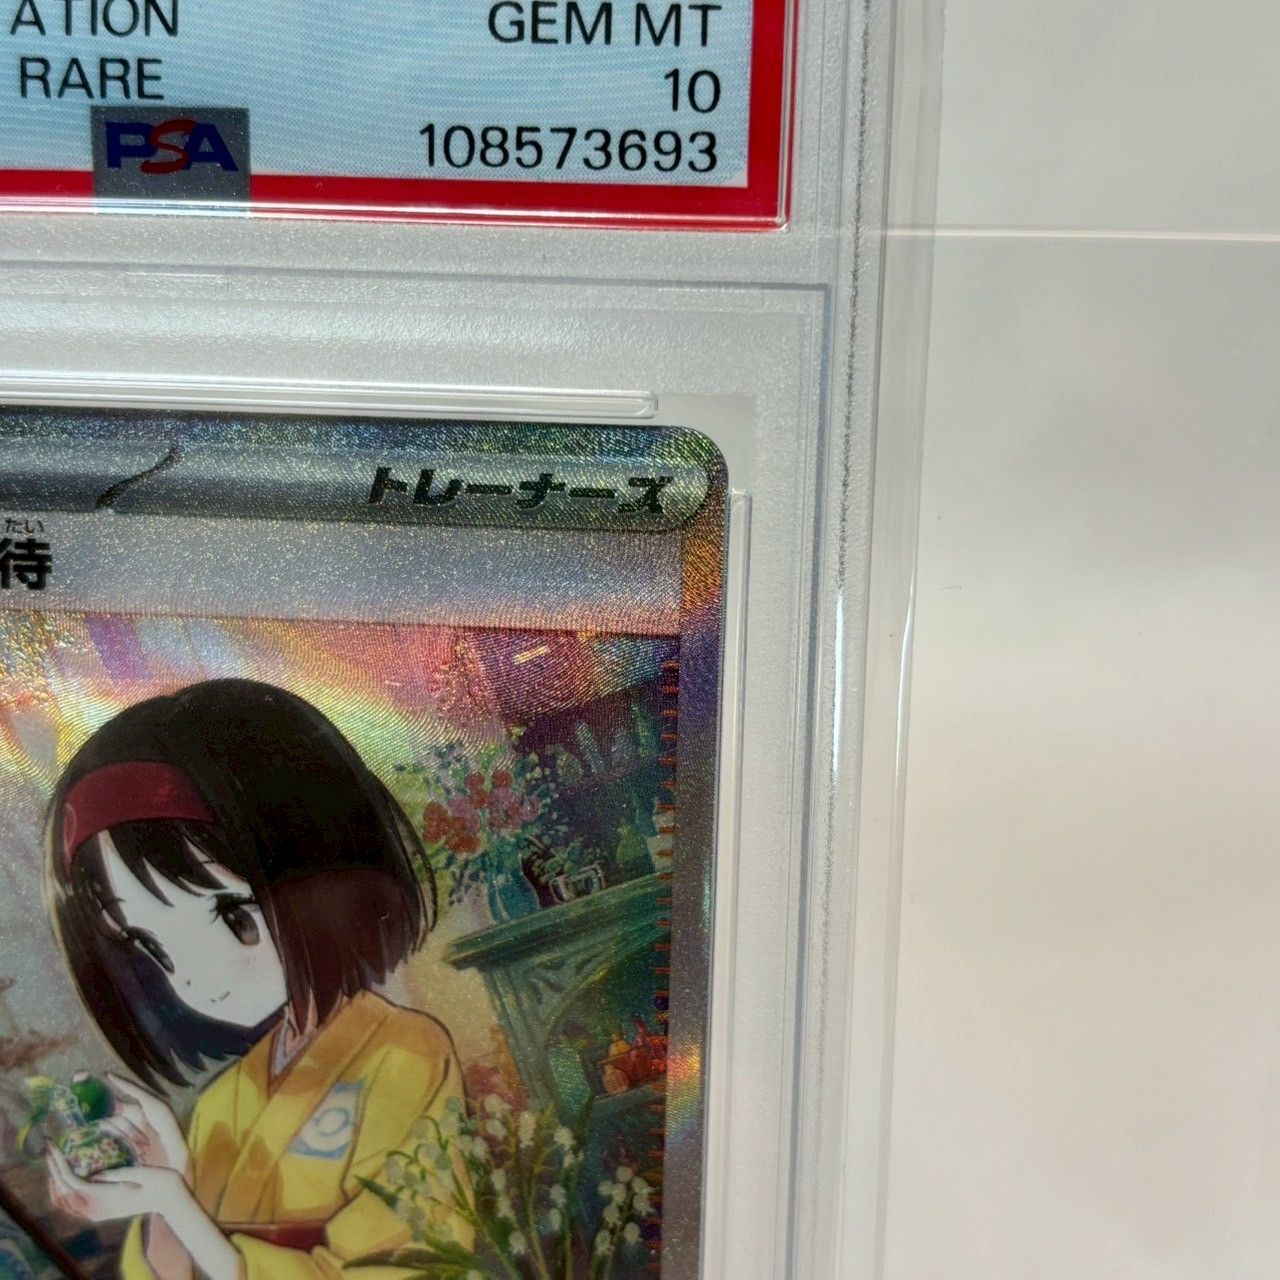 ATION GEM MT
RARE 10
PSA 108573693
トレーナーズ
たい
待